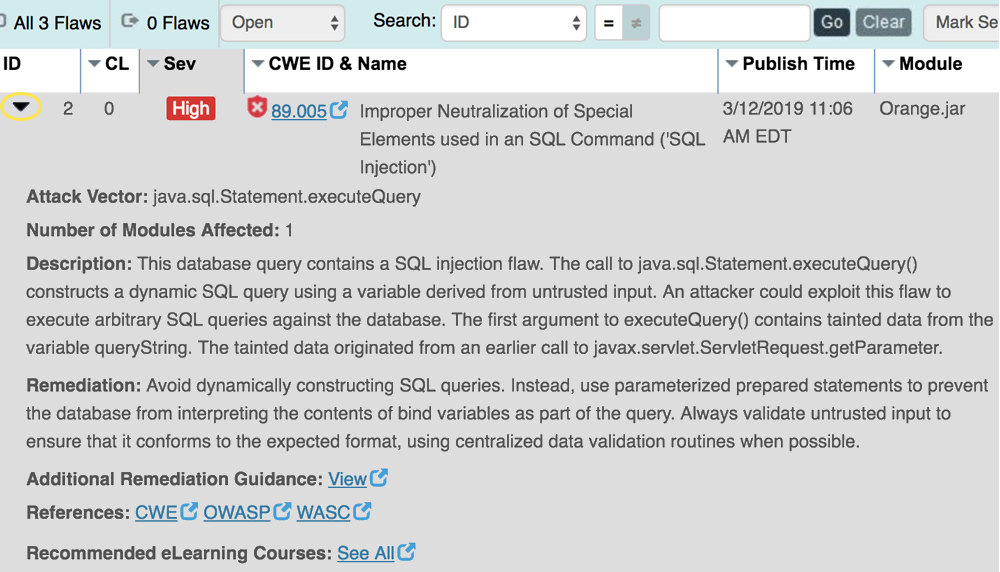 All 3 Flaws 0 Flaws Open Search: ID = ≠ Go Clear Mark Se
ID CL Sev CWE ID & Name Publish Time Module
2 0 High 89.005 Improper Neutralization of Special 3/12/2019 11:06 Orange.jar
Elements used in an SQL Command ('SQL AM EDT
Injection')
Attack Vector: java.sql.Statement.executeQuery
Number of Modules Affected: 1
Description: This database query contains a SQL injection flaw. The call to java.sql.Statement.executeQuery()
constructs a dynamic SQL query using a variable derived from untrusted input. An attacker could exploit this flaw to
execute arbitrary SQL queries against the database. The first argument to executeQuery() contains tainted data from the
variable queryString. The tainted data originated from an earlier call to javax.servlet.ServletRequest.getParameter.
Remediation: Avoid dynamically constructing SQL queries. Instead, use parameterized prepared statements to prevent
the database from interpreting the contents of bind variables as part of the query. Always validate untrusted input to
ensure that it conforms to the expected format, using centralized data validation routines when possible.
Additional Remediation Guidance: View
References: CWE OWASP WASC
Recommended eLearning Courses: See All